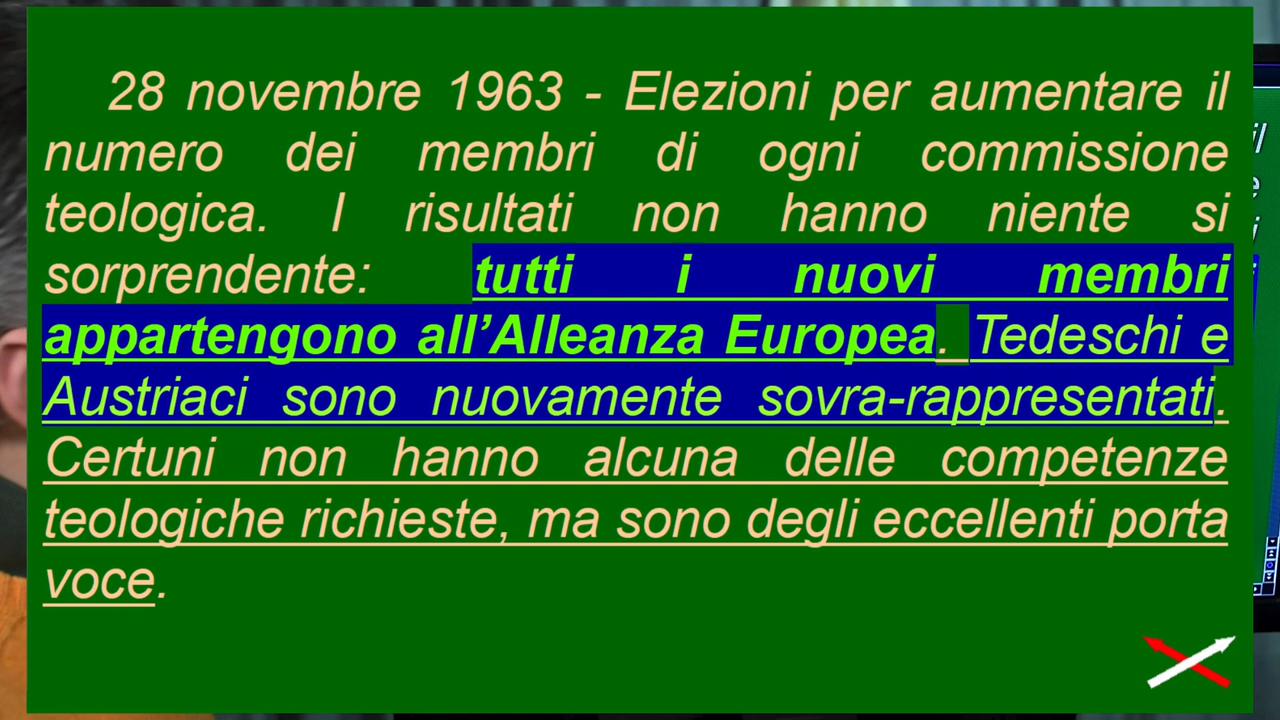 28 novembre 1963 - Elezioni per aumentare il
numero dei membri di ogni commissione
teologica. I risultati non hanno niente si
sorprendente: tutti i nuovi membri
appartengono all’Alleanza Europea. Tedeschi e
Austriaci sono nuovamente sovra-rappresentati.
Certuni non hanno alcuna delle competenze
teologiche richieste, ma sono degli eccellenti porta
voce.